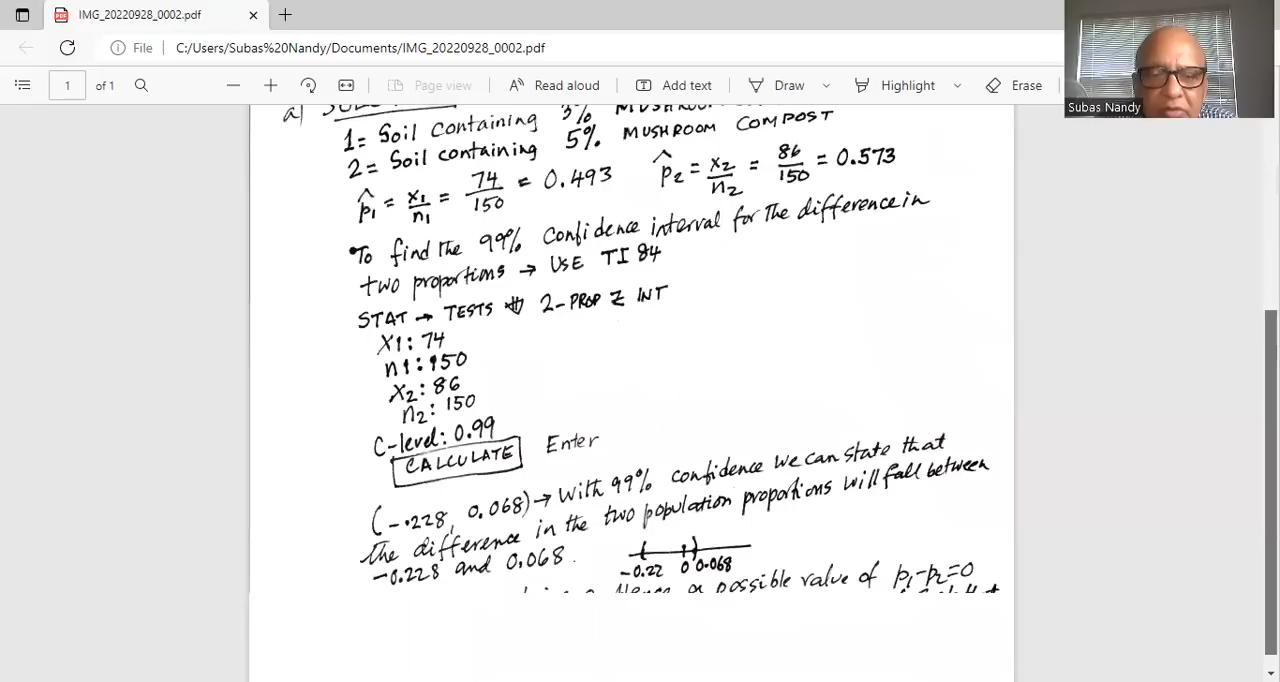 IMG_20220928_0002.pdf
File C:/Users/Subas%20Nandy/Documents/IMG_20220928_0002.pdf
1 of 1 Page view Read aloud Add text Draw Highlight Erase
Subas Nandy
a)
1 = Soil containing 3% MUSHROOM
2 = Soil containing 5% MUSHROOM COMPOST
p̂1 = x1/n1 = 74/150 = 0.493 p̂2 = x2/n2 = 86/150 = 0.573
•To find the 99% Confidence interval for the difference in
two proportions → USE TI 84
STAT → TESTS 2-PROP Z INT
X1: 74
n1: 150
X2: 86
n2: 150
C-level: 0.99
CALCULATE Enter
(-.228, 0.068) → With 99% confidence we can state that
the difference in the two population proportions will fall between
-0.228 and 0.068.
-0.22 0 0.068
Hence a possible value of p1-p2=0